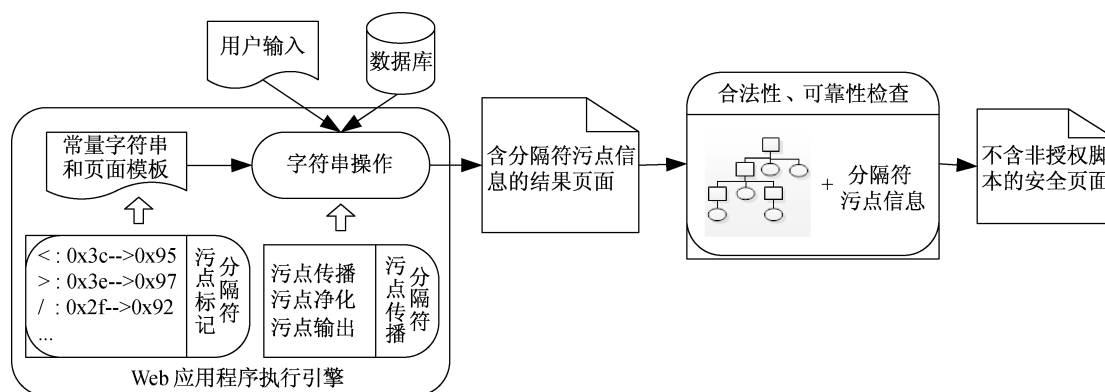 用户输入
数据库
常量字符串
和页面模板
字符串操作
含分隔符污点信
息的结果页面
合法性、可靠性检查
+ 分隔符
污点信息
不含非授权脚
本的安全页面
< : 0x3c-->0x95
> : 0x3e-->0x97
/ : 0x2f-->0x92
...
分隔符
污点标记
污点传播
污点净化
污点输出
分隔符
污点传播
Web 应用程序执行引擎